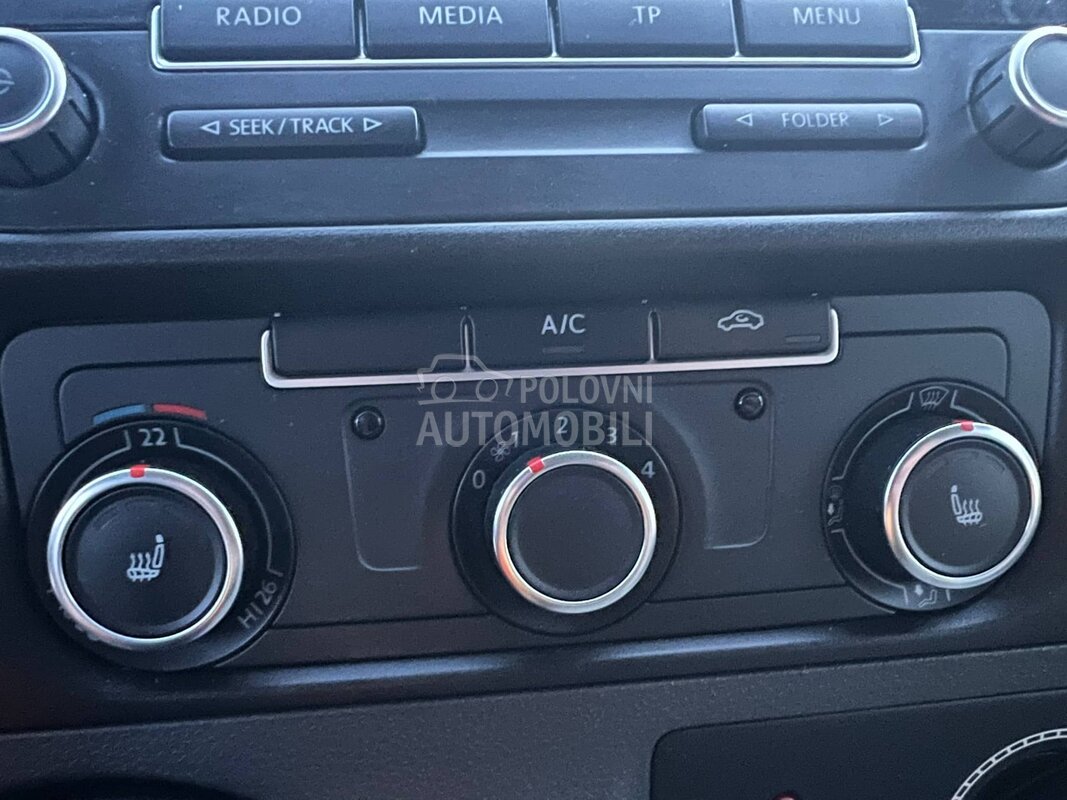 RADIO MEDIA TP MENU
SEEK/TRACK FOLDER
A/C
POLOVNI
AUTOMOBILI
22
0 1 2 3 4
HI 26